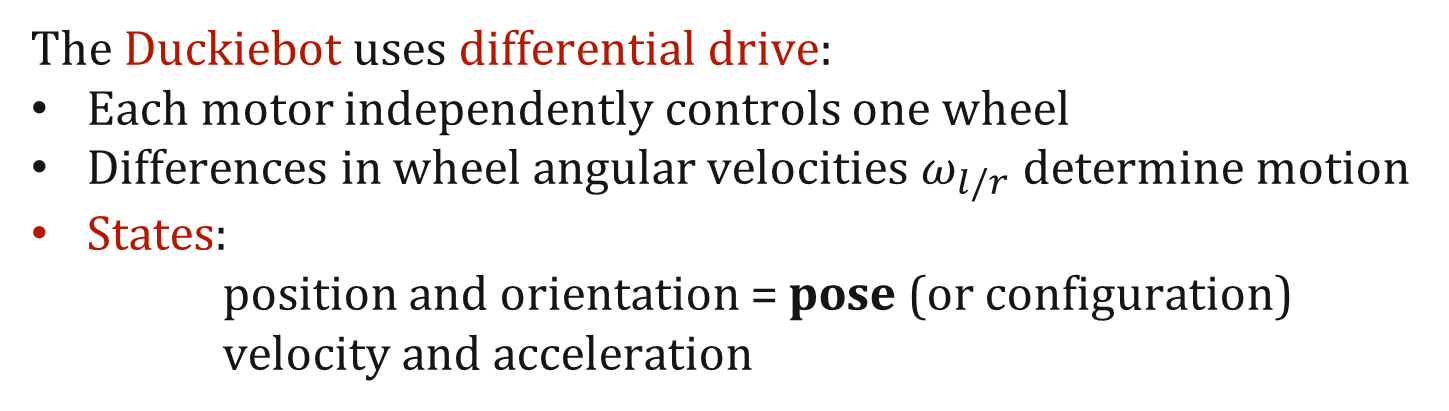 The Duckiebot uses differential drive:
• Each motor independently controls one wheel
• Differences in wheel angular velocities ω_{l/r} determine motion
• States:
position and orientation = pose (or configuration)
velocity and acceleration